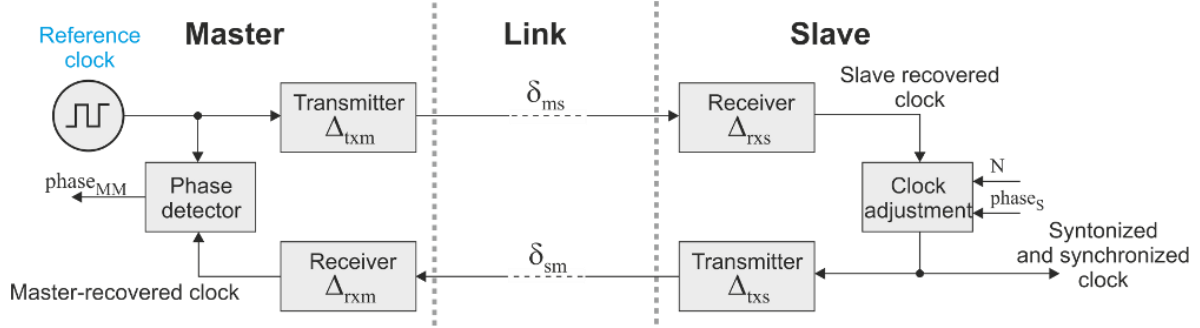 Reference
clock
Master
Link
Slave
Transmitter
Δtxm
δms
Receiver
Δrxs
Slave recovered
clock
phaseMM
Phase
detector
Clock
adjustment
N
phaseS
Receiver
Δrxm
δsm
Transmitter
Δtxs
Syntonized
and synchronized
clock
Master-recovered clock